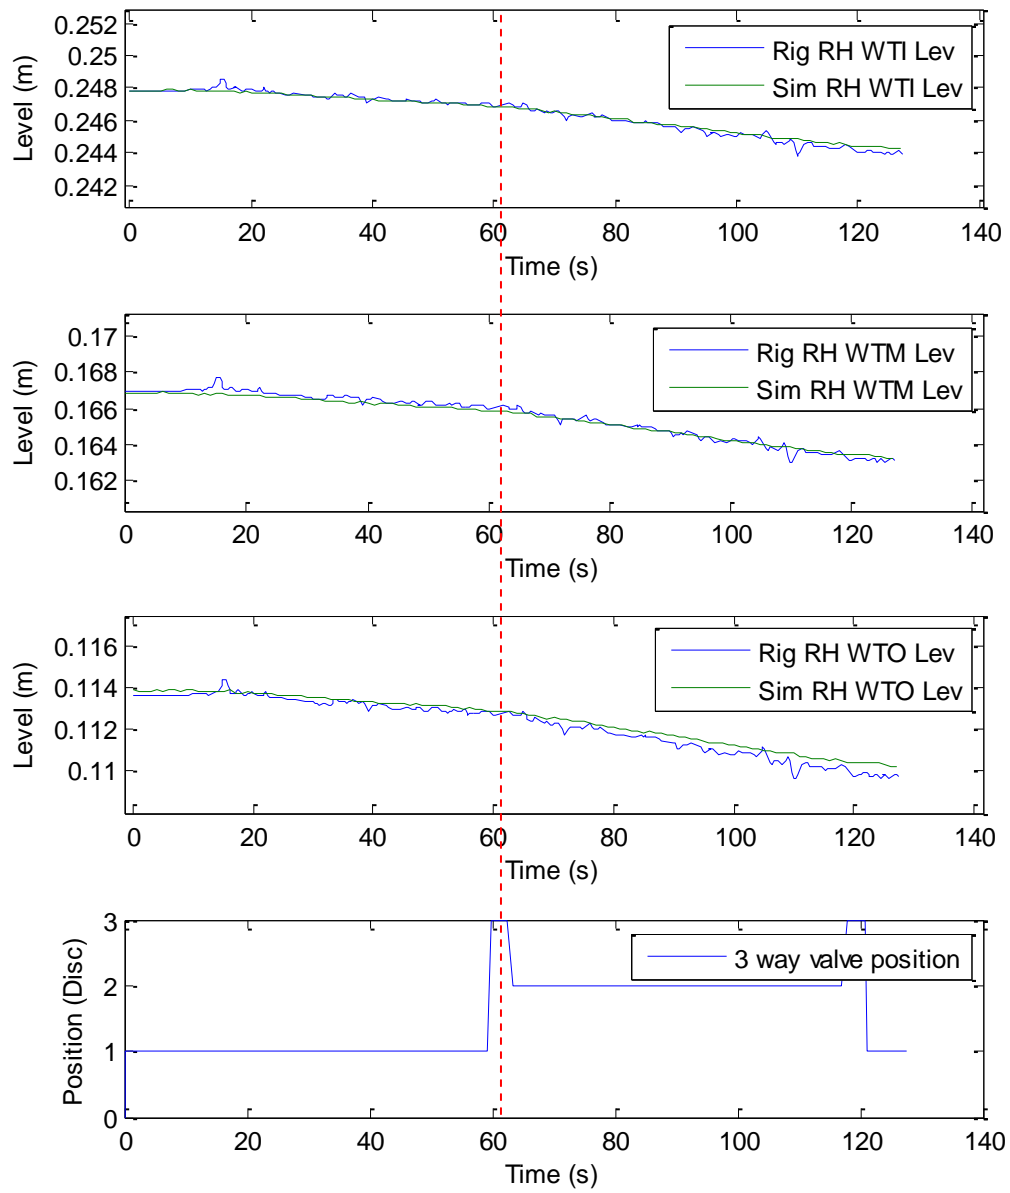 0.252
0.25
0.248
0.246
0.244
0.242
Level (m)
Rig RH WTI Lev
Sim RH WTI Lev
0 20 40 60 80 100 120 140
Time (s)
0.17
0.168
0.166
0.164
0.162
Level (m)
Rig RH WTM Lev
Sim RH WTM Lev
0 20 40 60 80 100 120 140
Time (s)
0.116
0.114
0.112
0.11
Level (m)
Rig RH WTO Lev
Sim RH WTO Lev
0 20 40 60 80 100 120 140
Time (s)
3
2
1
0
Position (Disc)
3 way valve position
0 20 40 60 80 100 120 140
Time (s)